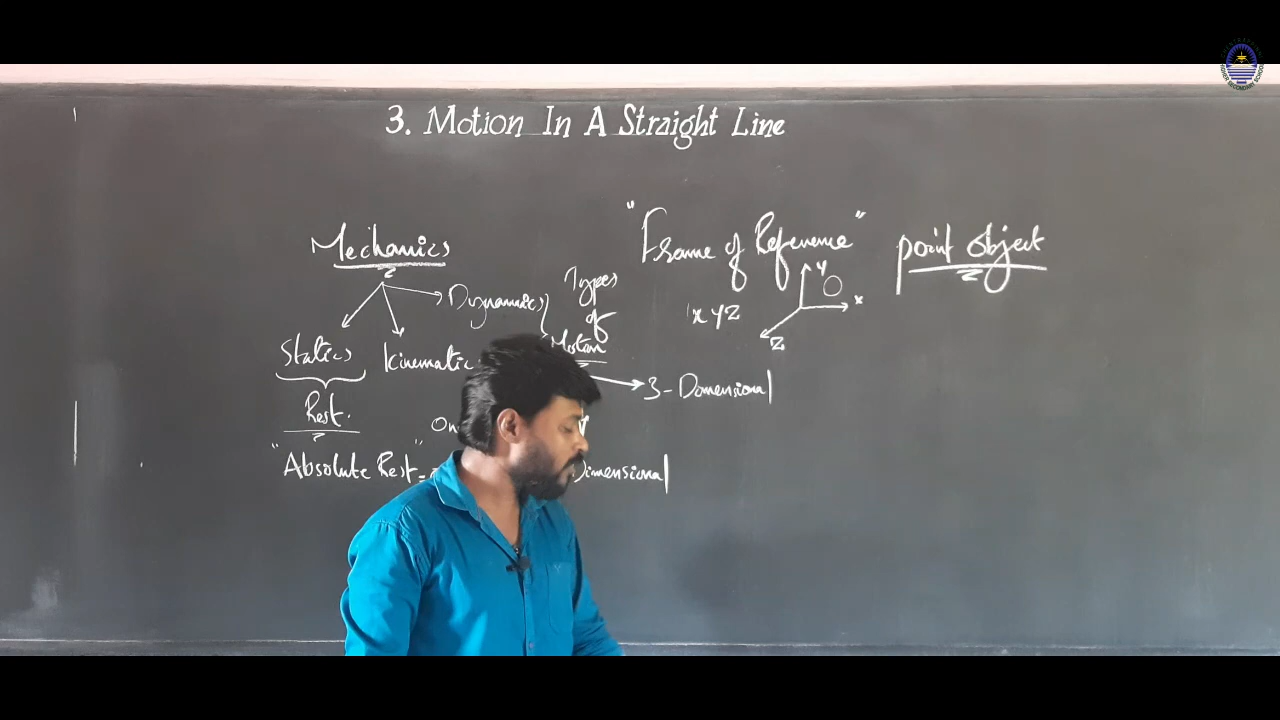 3. Motion In A Straight Line
Mechanics
Statics
Kinematic
Dynamics
Rest.
"Absolute Rest"
Types
of
Motion
3-Dimensional
Dimensional
"Frame of Reference"
x y z
Y
x
Z
point object